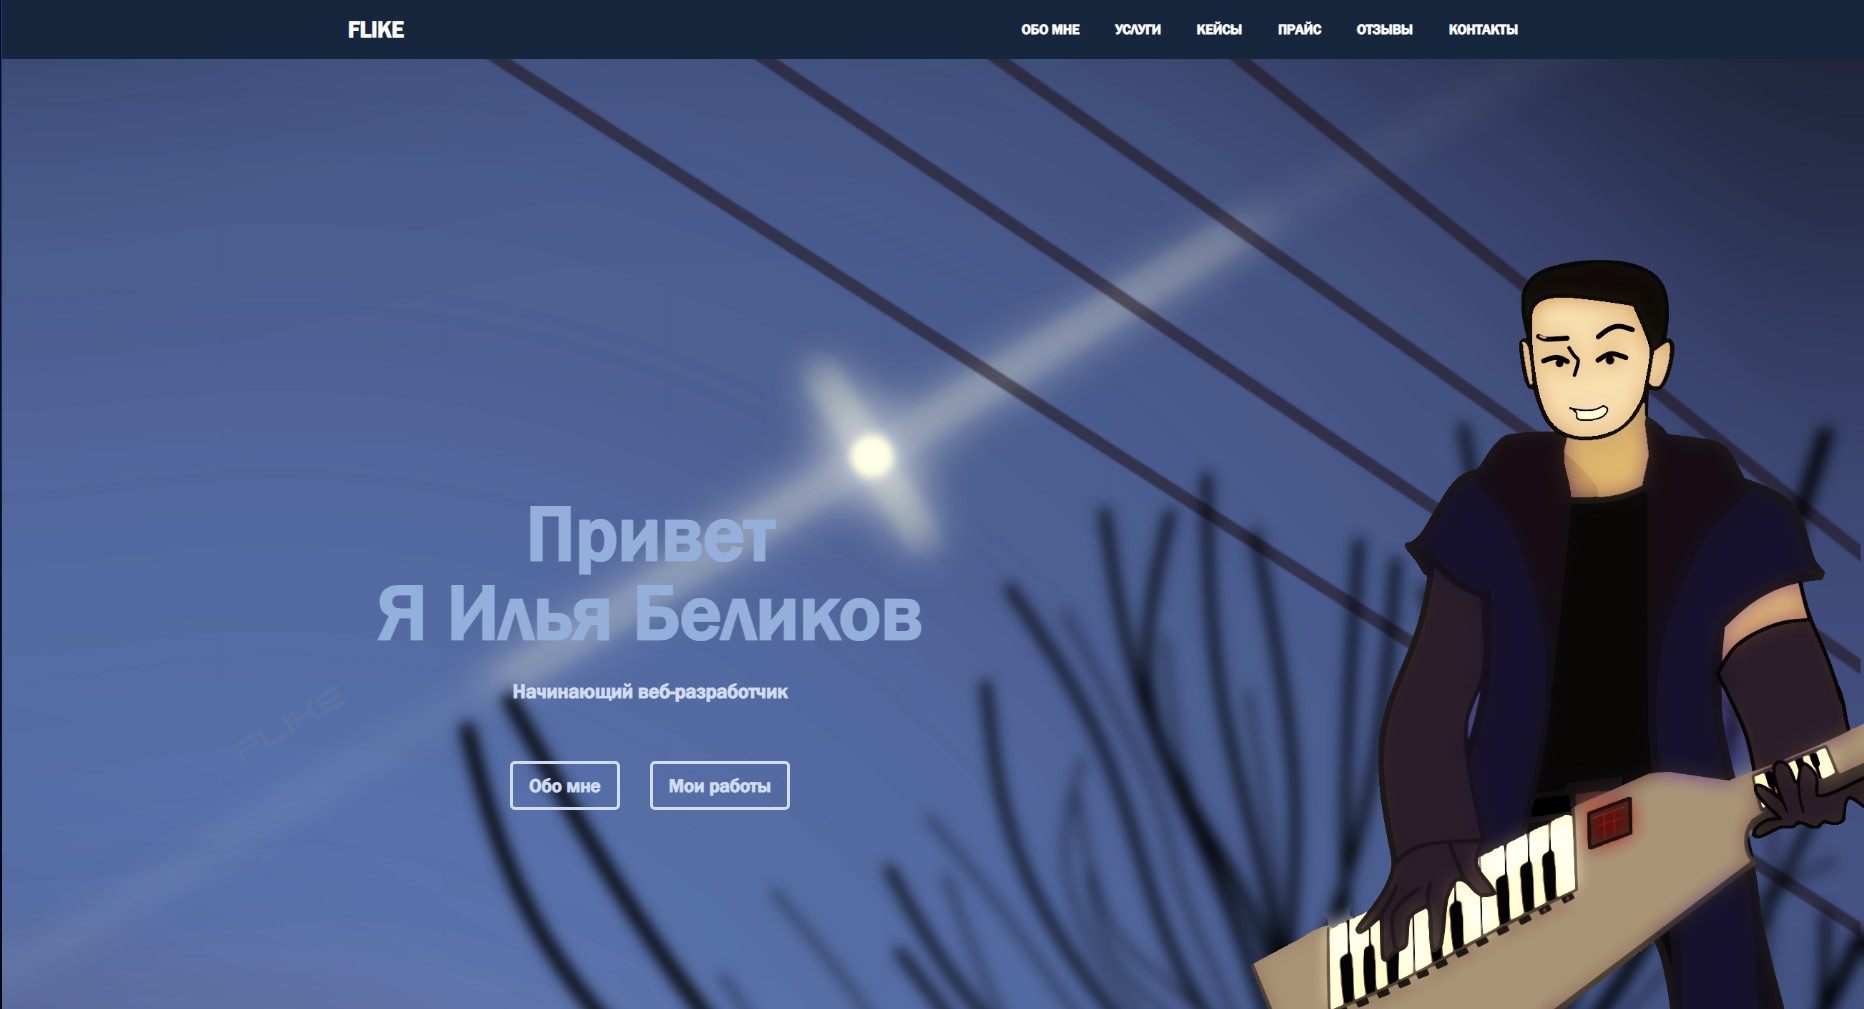 FLIKE
ОБО МНЕ УСЛУГИ КЕЙСЫ ПРАЙС ОТЗЫВЫ КОНТАКТЫ
Привет
Я Илья Беликов
FLIKE
Начинающий веб-разработчик
Обо мне Мои работы